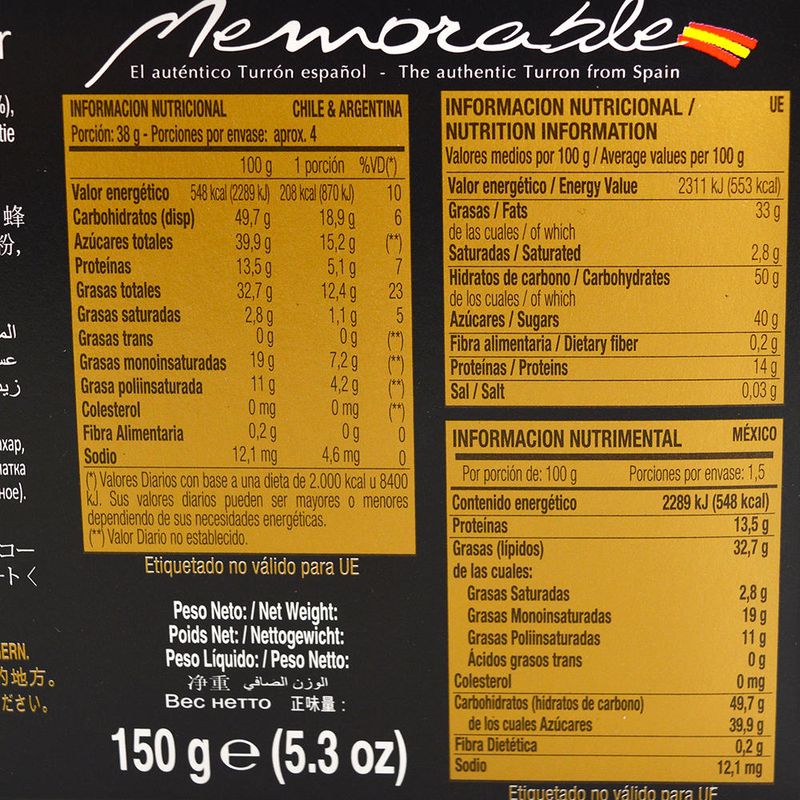 Memorable
El auténtico Turrón español - The authentic Turron from Spain
INFORMACION NUTRICIONAL CHILE & ARGENTINA
Porción: 38 g - Porciones por envase: aprox. 4
100 g 1 porción %VD(*)
Valor energético 548 kcal (2289 kJ) 208 kcal (870 kJ) 10
Carbohidratos (disp) 49,7 g 18,9 g 6
Azúcares totales 39,9 g 15,2 g (**)
Proteínas 13,5 g 5,1 g 7
Grasas totales 32,7 g 12,4 g 23
Grasas saturadas 2,8 g 1,1 g 5
Grasas trans 0 g 0 g (**)
Grasas monoinsaturadas 19 g 7,2 g (**)
Grasa poliinsaturada 11 g 4,2 g (**)
Colesterol 0 mg 0 mg (**)
Fibra Alimentaria 0,2 g 0 g 0
Sodio 12,1 mg 4,6 mg 0
(*) Valores Diarios con base a una dieta de 2.000 kcal u 8400
kJ. Sus valores diarios pueden ser mayores o menores
dependiendo de sus necesidades energéticas.
(**) Valor Diario no establecido.
Etiquetado no válido para UE
Peso Neto: / Net Weight:
Poids Net: / Nettogewicht:
Peso Líquido: / Peso Netto:
净重 الوزن الصافي
Вес нетто 正味量 :
150 g e (5.3 oz)
INFORMACION NUTRICIONAL / UE
NUTRITION INFORMATION
Valores medios por 100 g / Average values per 100 g
Valor energético / Energy Value 2311 kJ (553 kcal)
Grasas / Fats 33 g
de las cuales / of which
Saturadas / Saturated 2,8 g
Hidratos de carbono / Carbohydrates 50 g
de los cuales / of which
Azúcares / Sugars 40 g
Fibra alimentaria / Dietary fiber 0,2 g
Proteínas / Proteins 14 g
Sal / Salt 0,03 g
INFORMACION NUTRIMENTAL MÉXICO
Por porción de: 100 g Porciones por envase: 1,5
Contenido energético 2289 kJ (548 kcal)
Proteínas 13,5 g
Grasas (lípidos) 32,7 g
de las cuales:
Grasas Saturadas 2,8 g
Grasas Monoinsaturadas 19 g
Grasas Poliinsaturadas 11 g
Ácidos grasos trans 0 g
Colesterol 0 mg
Carbohidratos (hidratos de carbono) 49,7 g
de los cuales Azúcares 39,9 g
Fibra Dietética 0,2 g
Sodio 12,1 mg
Etiquetado no válido para UE